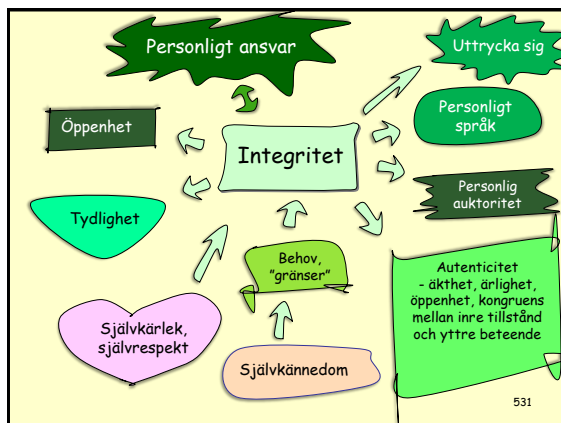 Personligt ansvar
Uttrycka sig
Öppenhet
Personligt
språk
Integritet
Personlig
auktoritet
Tydlighet
Behov,
"gränser"
Autenticitet
- äkthet, ärlighet,
öppenhet, kongruens
mellan inre tillstånd
och yttre beteende
Självkärlek,
självrespekt
Självkännedom
531